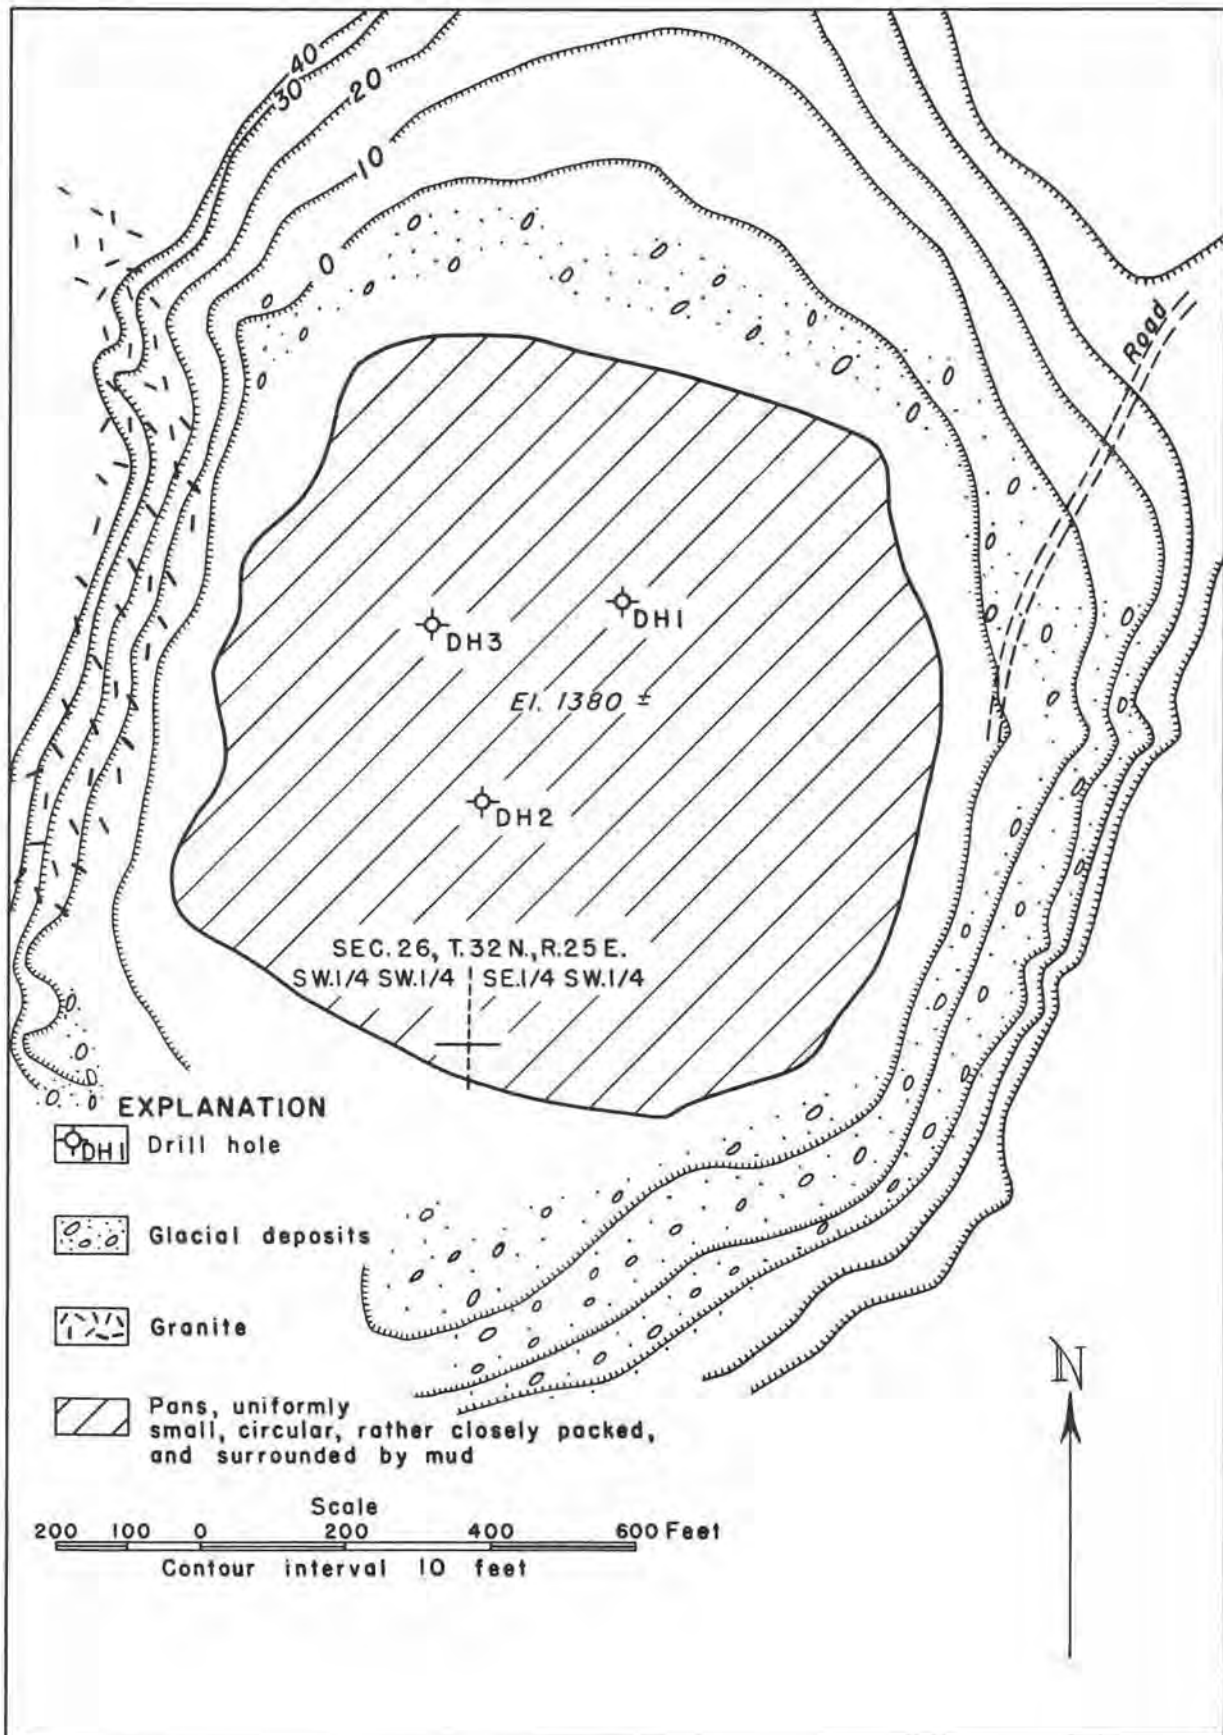 40
30
20
10
0
Road
DH1
DH3
El. 1380 ±
DH2
SEC. 26, T. 32 N., R. 25 E.
SW. 1/4 SW. 1/4 SE. 1/4 SW. 1/4
EXPLANATION
DH1 Drill hole
Glacial deposits
Granite
Pans, uniformly
small, circular, rather closely packed,
and surrounded by mud
N
Scale
200 100 0 200 400 600 Feet
Contour interval 10 feet